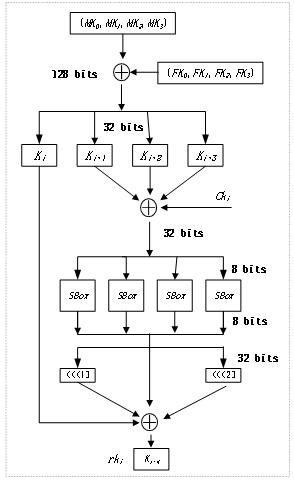 (MK0, MK1, MK2, MK3)
128 bits
(FK0, FK1, FK2, FK3)
32 bits
Ki Ki+1 Ki+2 Ki+3
Cki
32 bits
8 bits
SBox SBox SBox SBox
8 bits
32 bits
<<<13 <<<23
rki Ki+4